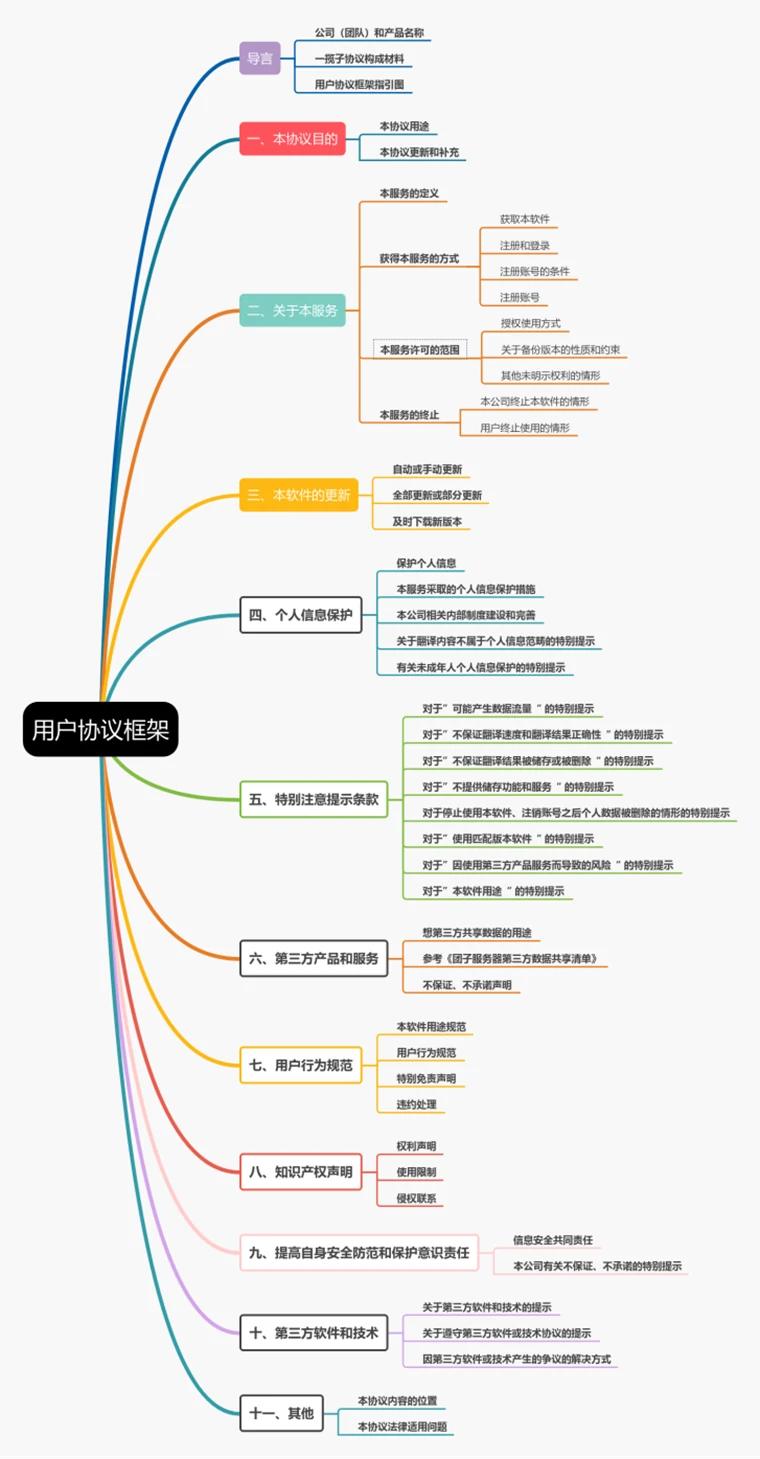 用户协议框架
导言
公司（团队）和产品名称
一揽子协议构成材料
用户协议框架指引图
一、本协议目的
本协议用途
本协议更新和补充
二、关于本服务
本服务的定义
获得本服务的方式
获取本软件
注册和登录
注册账号的条件
注册账号
本服务许可的范围
授权使用方式
关于备份版本的性质和约束
其他未明示权利的情形
本服务的终止
本公司终止本软件的情形
用户终止使用的情形
三、本软件的更新
自动或手动更新
全部更新或部分更新
及时下载新版本
四、个人信息保护
保护个人信息
本服务采取的个人信息保护措施
本公司相关内部制度建设和完善
关于翻译内容不属于个人信息范畴的特别提示
有关未成年人个人信息保护的特别提示
五、特别注意提示条款
对于”可能产生数据流量 “的特别提示
对于”不保证翻译速度和翻译结果正确性 “的特别提示
对于”不保证翻译结果被储存或被删除 “的特别提示
对于”不提供储存功能和服务 “的特别提示
对于停止使用本软件、注销账号之后个人数据被删除的情形的特别提示
对于”使用匹配版本软件 “的特别提示
对于”因使用第三方产品服务而导致的风险 “的特别提示
对于”本软件用途 “的特别提示
六、第三方产品和服务
想第三方共享数据的用途
参考《团子服务器第三方数据共享清单》
不保证、不承诺声明
七、用户行为规范
本软件用途规范
用户行为规范
特别免责声明
违约处理
八、知识产权声明
权利声明
使用限制
侵权联系
九、提高自身安全防范和保护意识责任
信息安全共同责任
本公司有关不保证、不承诺的特别提示
十、第三方软件和技术
关于第三方软件和技术的提示
关于遵守第三方软件或技术协议的提示
因第三方软件或技术产生的争议的解决方式
十一、其他
本协议内容的位置
本协议法律适用问题